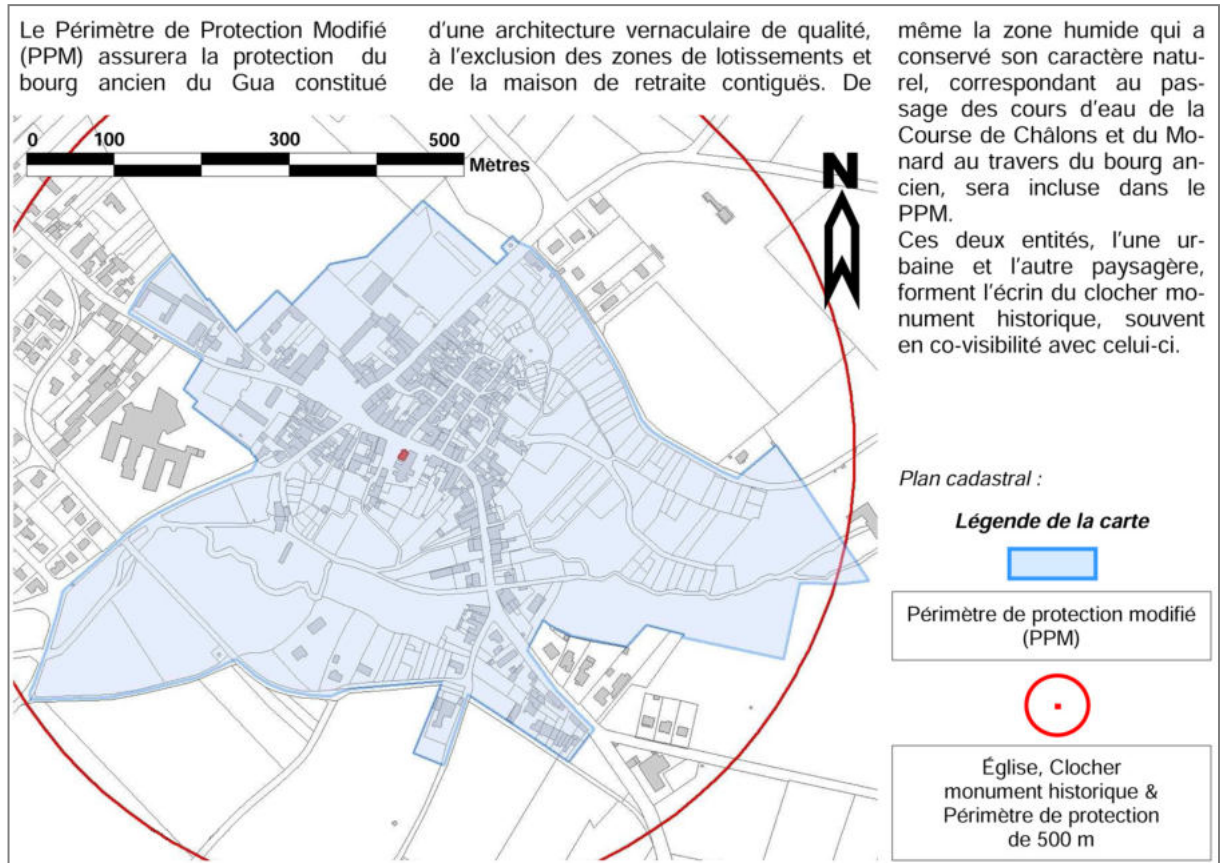 Le Périmètre de Protection Modifié
(PPM) assurera la protection du
bourg ancien du Gua constitué
d'une architecture vernaculaire de qualité,
à l'exclusion des zones de lotissements et
de la maison de retraite contiguës. De
même la zone humide qui a
conservé son caractère natu-
rel, correspondant au pas-
sage des cours d'eau de la
Course de Châlons et du Mo-
nard au travers du bourg an-
cien, sera incluse dans le
PPM.
Ces deux entités, l'une ur-
baine et l'autre paysagère,
forment l'écrin du clocher mo-
nument historique, souvent
en co-visibilité avec celui-ci.
0 100 300 500
Mètres
N
Plan cadastral :
Légende de la carte
Périmètre de protection modifié
(PPM)
Église, Clocher
monument historique &
Périmètre de protection
de 500 m